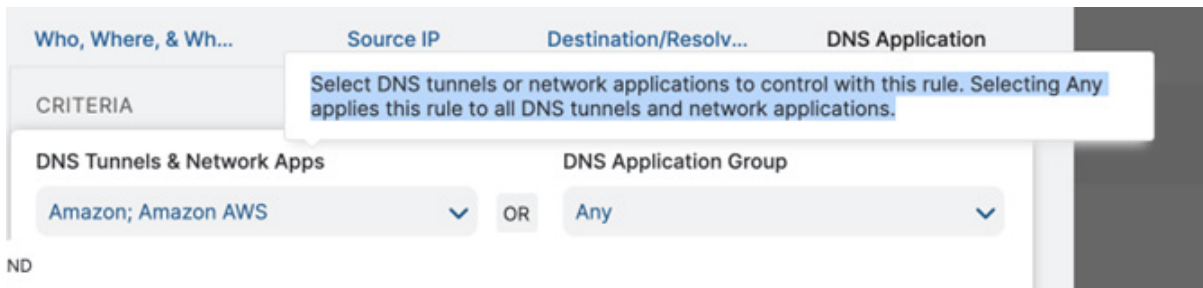 Who, Where, & Wh... Source IP Destination/Resolv... DNS Application
Select DNS tunnels or network applications to control with this rule. Selecting Any
applies this rule to all DNS tunnels and network applications.
CRITERIA
DNS Tunnels & Network Apps DNS Application Group
Amazon; Amazon AWS OR Any
ND